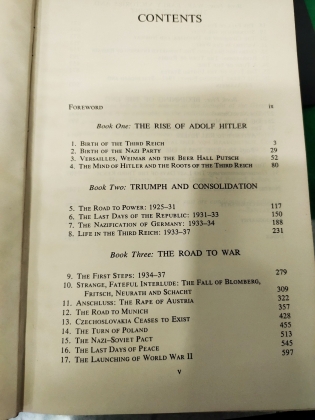 CONTENTS
FOREWORD ix
Book One: THE RISE OF ADOLF HITLER
1. BIRTH OF THE THIRD REICH 3
2. BIRTH OF THE NAZI PARTY 29
3. VERSAILLES, WEIMAR AND THE BEER HALL PUTSCH 52
4. THE MIND OF HITLER AND THE ROOTS OF THE THIRD REICH 80
Book Two: TRIUMPH AND CONSOLIDATION
5. THE ROAD TO POWER: 1925–31 117
6. THE LAST DAYS OF THE REPUBLIC: 1931–33 150
7. THE NAZIFICATION OF GERMANY: 1933–34 188
8. LIFE IN THE THIRD REICH: 1933–37 231
Book Three: THE ROAD TO WAR
9. THE FIRST STEPS: 1934–37 279
10. STRANGE, FATEFUL INTERLUDE: THE FALL OF BLOMBERG,
FRITSCH, NEURATH AND SCHACHT 309
11. ANSCHLUSS: THE RAPE OF AUSTRIA 322
12. THE ROAD TO MUNICH 357
13. CZECHOSLOVAKIA CEASES TO EXIST 428
14. THE TURN OF POLAND 455
15. THE NAZI–SOVIET PACT 513
16. THE LAST DAYS OF PEACE 545
17. THE LAUNCHING OF WORLD WAR II 597
v